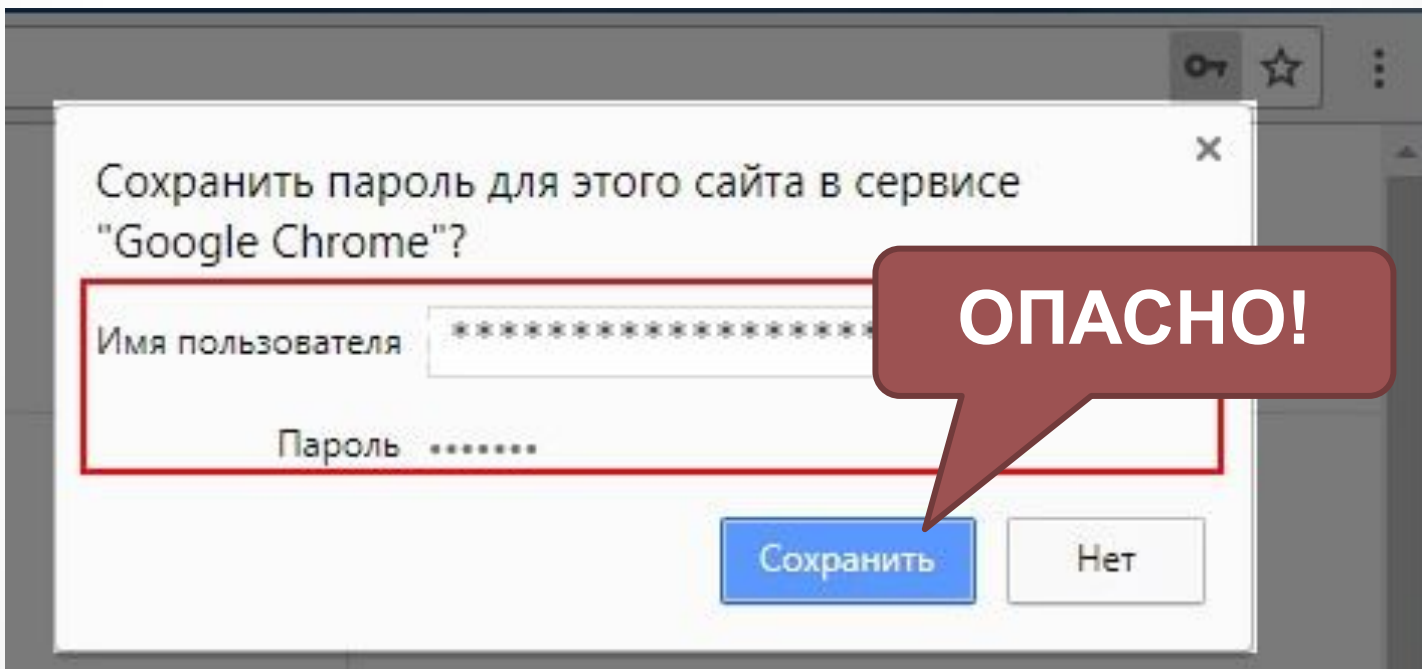 Сохранить пароль для этого сайта в сервисе
"Google Chrome"?
ОПАСНО!
Имя пользователя ******************
Пароль •••••••
Сохранить Нет